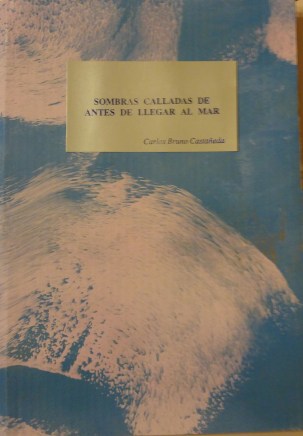 SOMBRAS CALLADAS DE
ANTES DE LLEGAR AL MAR
Carlos Bruno Castañeda